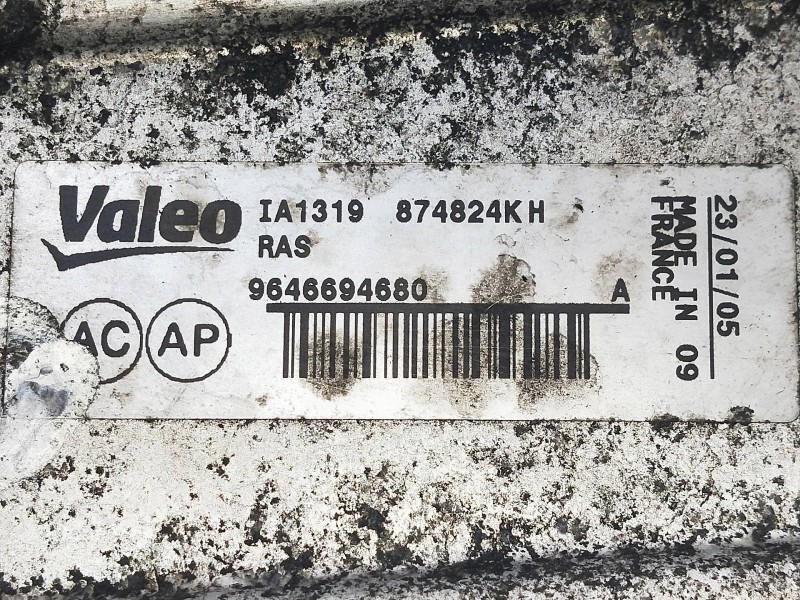 Valeo IA1319 874824KH
RAS
9646694680 A
AC AP
23/01/05
MADE IN 09
FRANCE